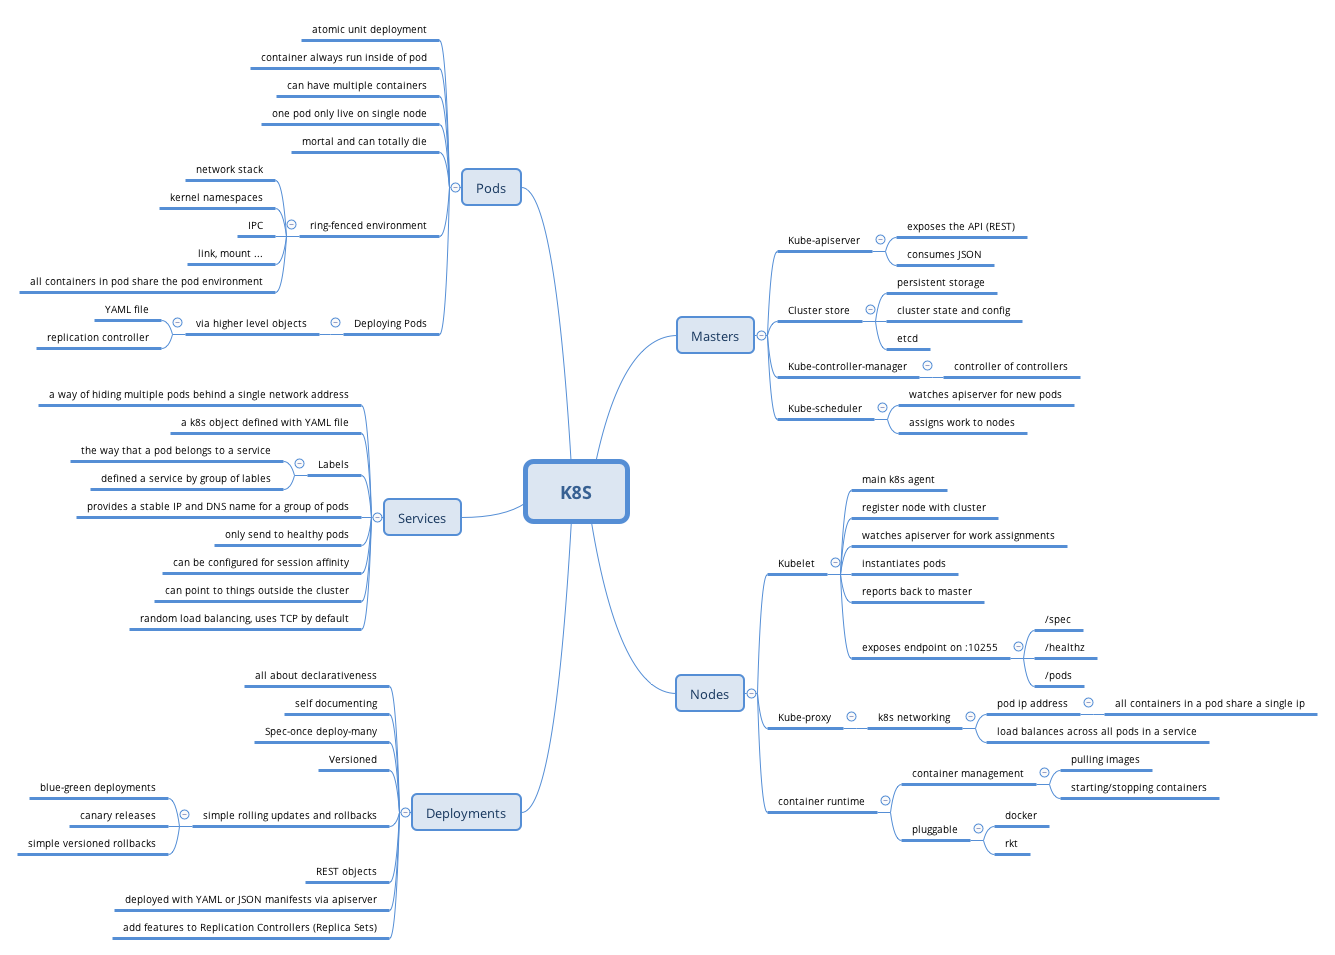 K8S
Pods
atomic unit deployment
container always run inside of pod
can have multiple containers
one pod only live on single node
mortal and can totally die
ring-fenced environment
network stack
kernel namespaces
IPC
link, mount ...
all containers in pod share the pod environment
Deploying Pods
via higher level objects
YAML file
replication controller
Services
a way of hiding multiple pods behind a single network address
a k8s object defined with YAML file
Labels
the way that a pod belongs to a service
defined a service by group of lables
provides a stable IP and DNS name for a group of pods
only send to healthy pods
can be configured for session affinity
can point to things outside the cluster
random load balancing, uses TCP by default
Deployments
all about declarativeness
self documenting
Spec-once deploy-many
Versioned
simple rolling updates and rollbacks
blue-green deployments
canary releases
simple versioned rollbacks
REST objects
deployed with YAML or JSON manifests via apiserver
add features to Replication Controllers (Replica Sets)
Masters
Kube-apiserver
exposes the API (REST)
consumes JSON
Cluster store
persistent storage
cluster state and config
etcd
Kube-controller-manager
controller of controllers
Kube-scheduler
watches apiserver for new pods
assigns work to nodes
Nodes
Kubelet
main k8s agent
register node with cluster
watches apiserver for work assignments
instantiates pods
reports back to master
exposes endpoint on :10255
/spec
/healthz
/pods
Kube-proxy
k8s networking
pod ip address
all containers in a pod share a single ip
load balances across all pods in a service
container runtime
container management
pulling images
starting/stopping containers
pluggable
docker
rkt